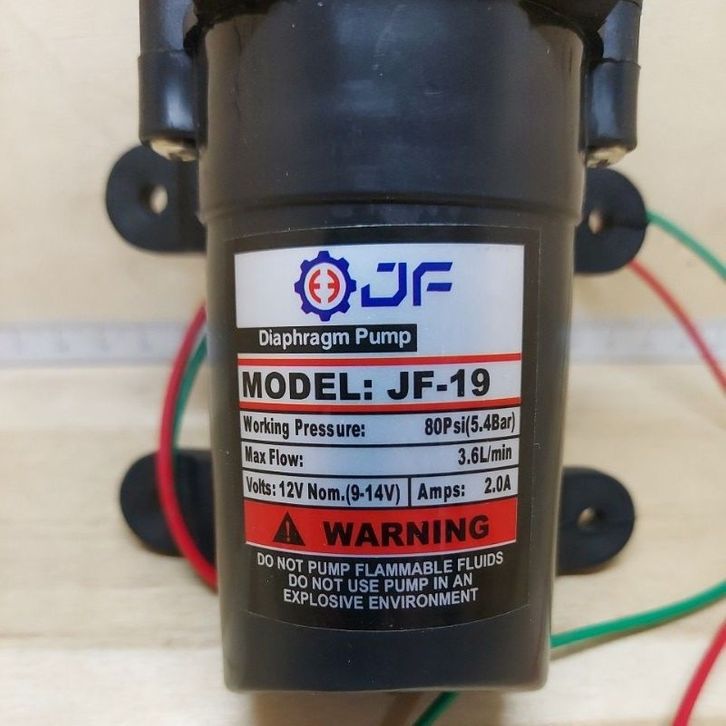 JF
Diaphragm Pump
MODEL: JF-19
Working Pressure: 80Psi(5.4Bar)
Max Flow: 3.6L/min
Volts: 12V Nom.(9-14V) Amps: 2.0A
WARNING
DO NOT PUMP FLAMMABLE FLUIDS
DO NOT USE PUMP IN AN
EXPLOSIVE ENVIRONMENT